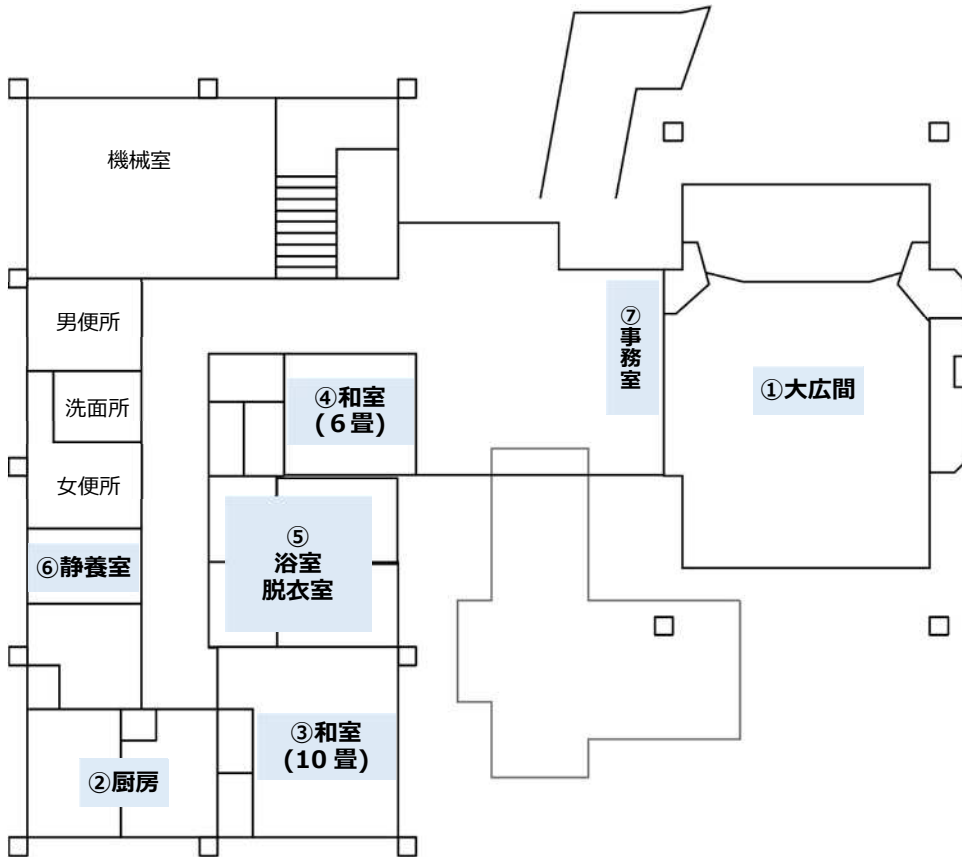 機械室
男便所
洗面所
女便所
⑥静養室
④和室
(6畳)
⑤
浴室
脱衣室
③和室
(10 畳)
②厨房
⑦
事
務
室
①大広間